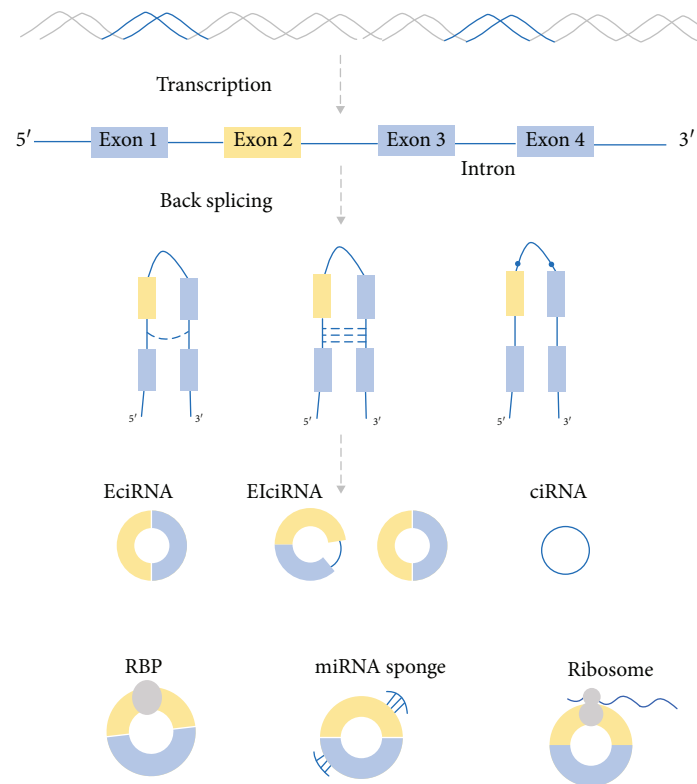 Transcription
5′ Exon 1 Exon 2 Exon 3 Exon 4 3′
Intron
Back splicing
5′ 3′ 5′ 3′ 5′ 3′
EciRNA EIciRNA ciRNA
RBP miRNA sponge Ribosome